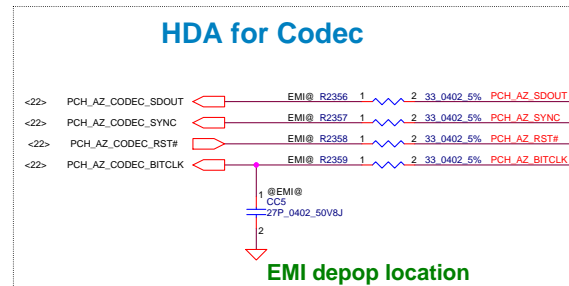 HDA for Codec
<22> PCH_AZ_CODEC_SDOUT EMI@ R2356 1 2 33_0402_5% PCH_AZ_SDOUT
<22> PCH_AZ_CODEC_SYNC EMI@ R2357 1 2 33_0402_5% PCH_AZ_SYNC
<22> PCH_AZ_CODEC_RST# EMI@ R2358 1 2 33_0402_5% PCH_AZ_RST#
<22> PCH_AZ_CODEC_BITCLK EMI@ R2359 1 2 33_0402_5% PCH_AZ_BITCLK
1 @EMI@
CC5
27P_0402_50V8J
2
EMI depop location